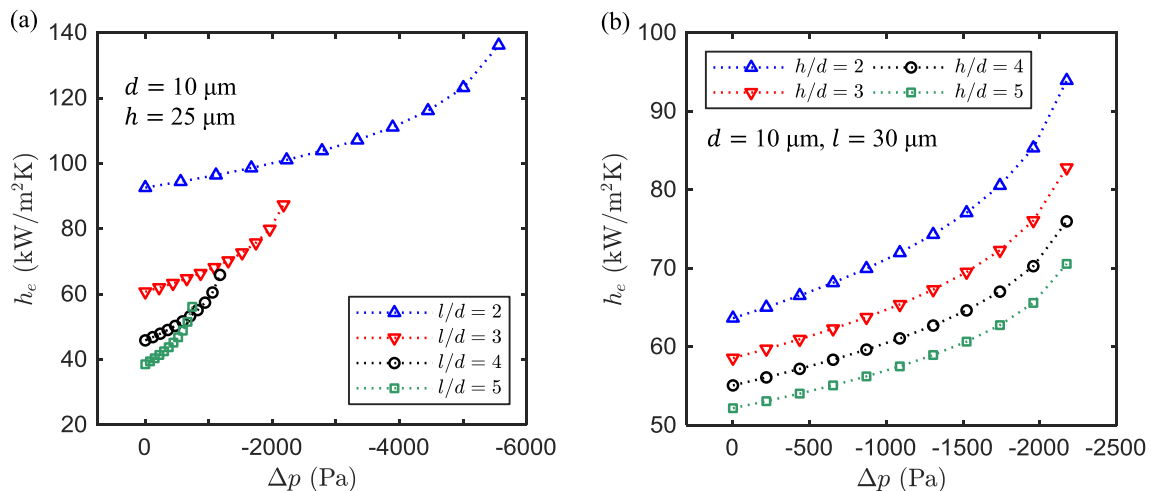 (a)
140
120
100
80
60
40
20
h_e (kW/m²K)
d = 10 μm
h = 25 μm
l/d = 2
l/d = 3
l/d = 4
l/d = 5
0 -2000 -4000 -6000
Δp (Pa)
(b)
100
90
80
70
60
50
h_e (kW/m²K)
h/d = 2 h/d = 4
h/d = 3 h/d = 5
d = 10 μm, l = 30 μm
0 -500 -1000 -1500 -2000 -2500
Δp (Pa)